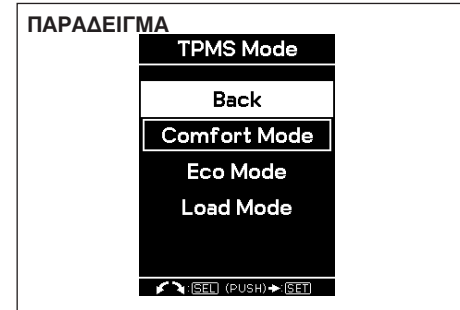 ΠΑΡΑΔΕΙΓΜΑ
TPMS Mode
Back
Comfort Mode
Eco Mode
Load Mode
:SEL (PUSH)➔:SET